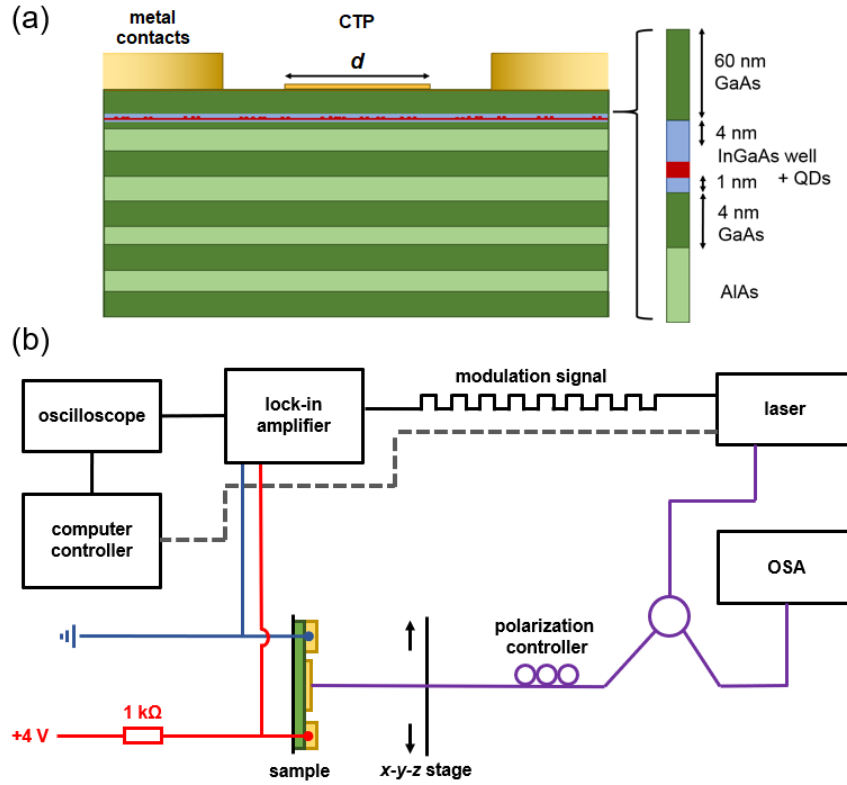 (a)
metal
contacts
CTP
d
60 nm
GaAs
4 nm
InGaAs well
+ QDs
1 nm
4 nm
GaAs
AlAs
(b)
modulation signal
oscilloscope
lock-in
amplifier
laser
computer
controller
OSA
polarization
controller
1 kΩ
+4 V
sample
x-y-z stage